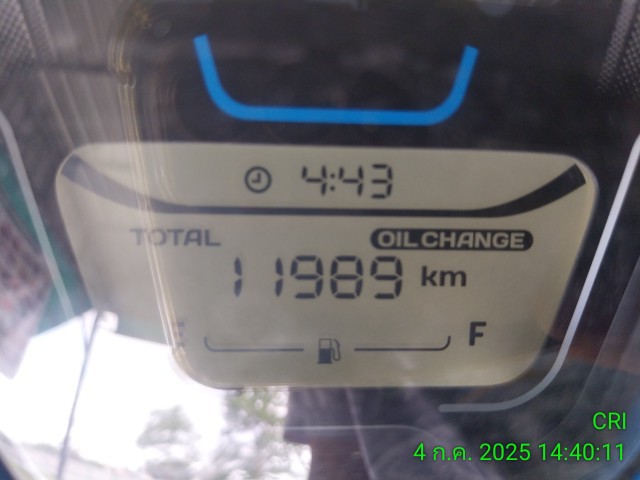 4:43
TOTAL OIL CHANGE
11989 km
E F
CRI
4 ก.ค. 2025 14:40:11